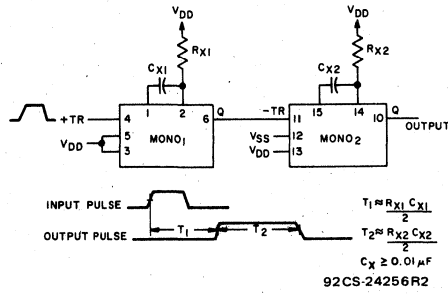 VDD VDD
RX1 RX2
CX1 CX2
1 2 15 14
+TR 4 6 Q -TR 11 10 Q OUTPUT
5 VSS 12
VDD 3 MONO1 VDD 13 MONO2
INPUT PULSE
OUTPUT PULSE T1 T2
T1≈RX1 CX1/2
T2≈RX2 CX2/2
CX ≥ 0.01 μF
92CS-24256R2